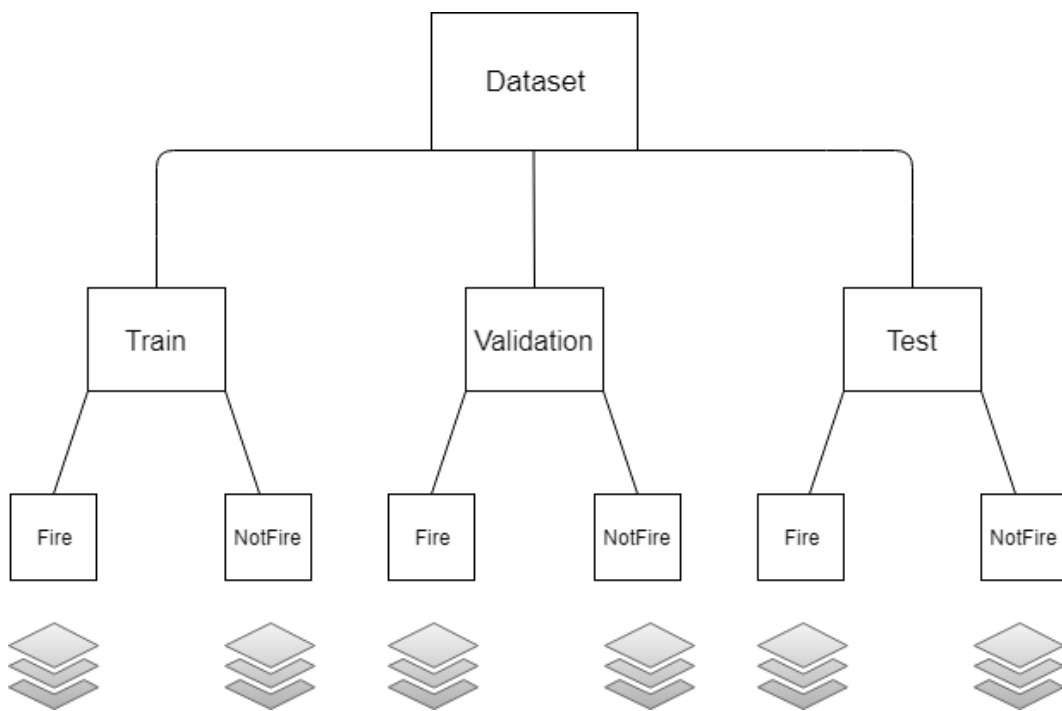 Dataset
Train
Validation
Test
Fire
NotFire
Fire
NotFire
Fire
NotFire